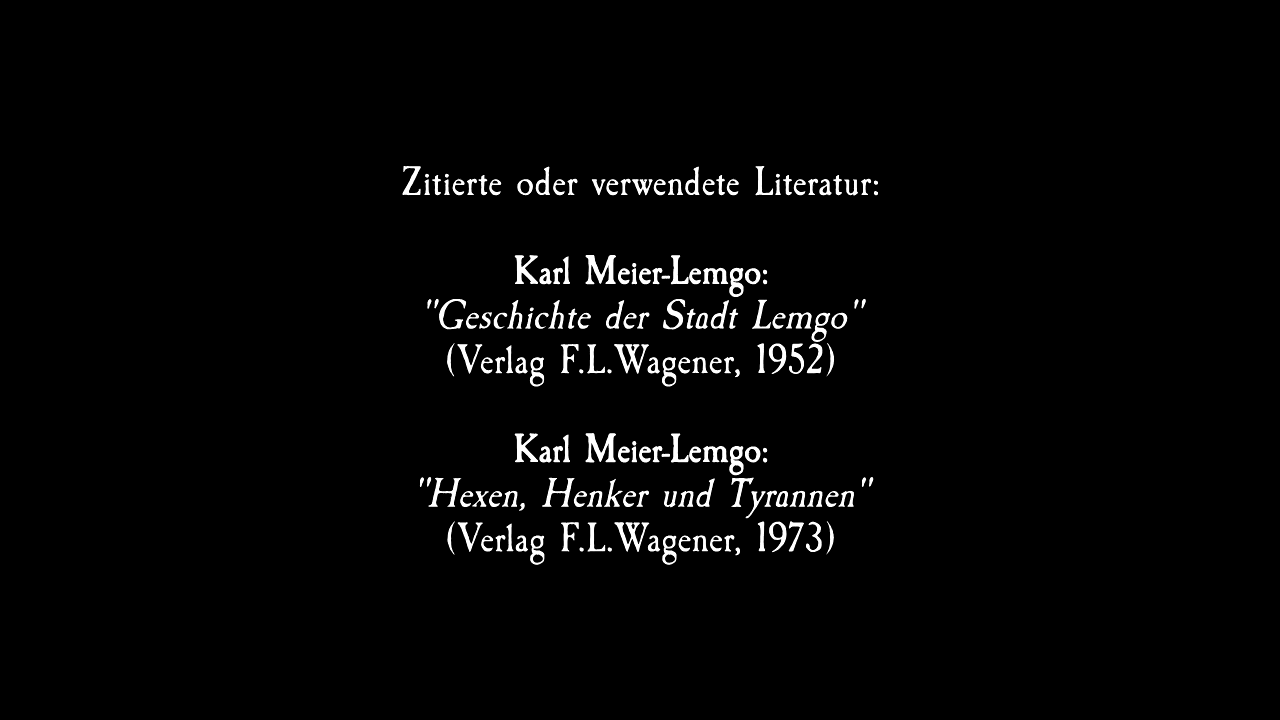 Zitierte oder verwendete Literatur:
Karl Meier-Lemgo:
"Geschichte der Stadt Lemgo"
(Verlag F.L.Wagener, 1952)
Karl Meier-Lemgo:
"Hexen, Henker und Tyrannen"
(Verlag F.L.Wagener, 1973)